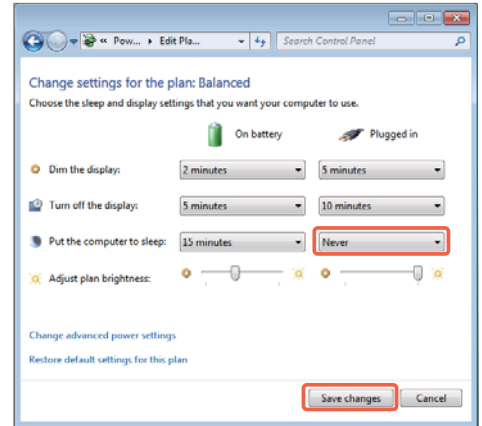 « Pow... ▸ Edit Pla... Search Control Panel
Change settings for the plan: Balanced
Choose the sleep and display settings that you want your computer to use.
On battery Plugged in
Dim the display: 2 minutes 5 minutes
Turn off the display: 5 minutes 10 minutes
Put the computer to sleep: 15 minutes Never
Adjust plan brightness:
Change advanced power settings
Restore default settings for this plan
Save changes Cancel